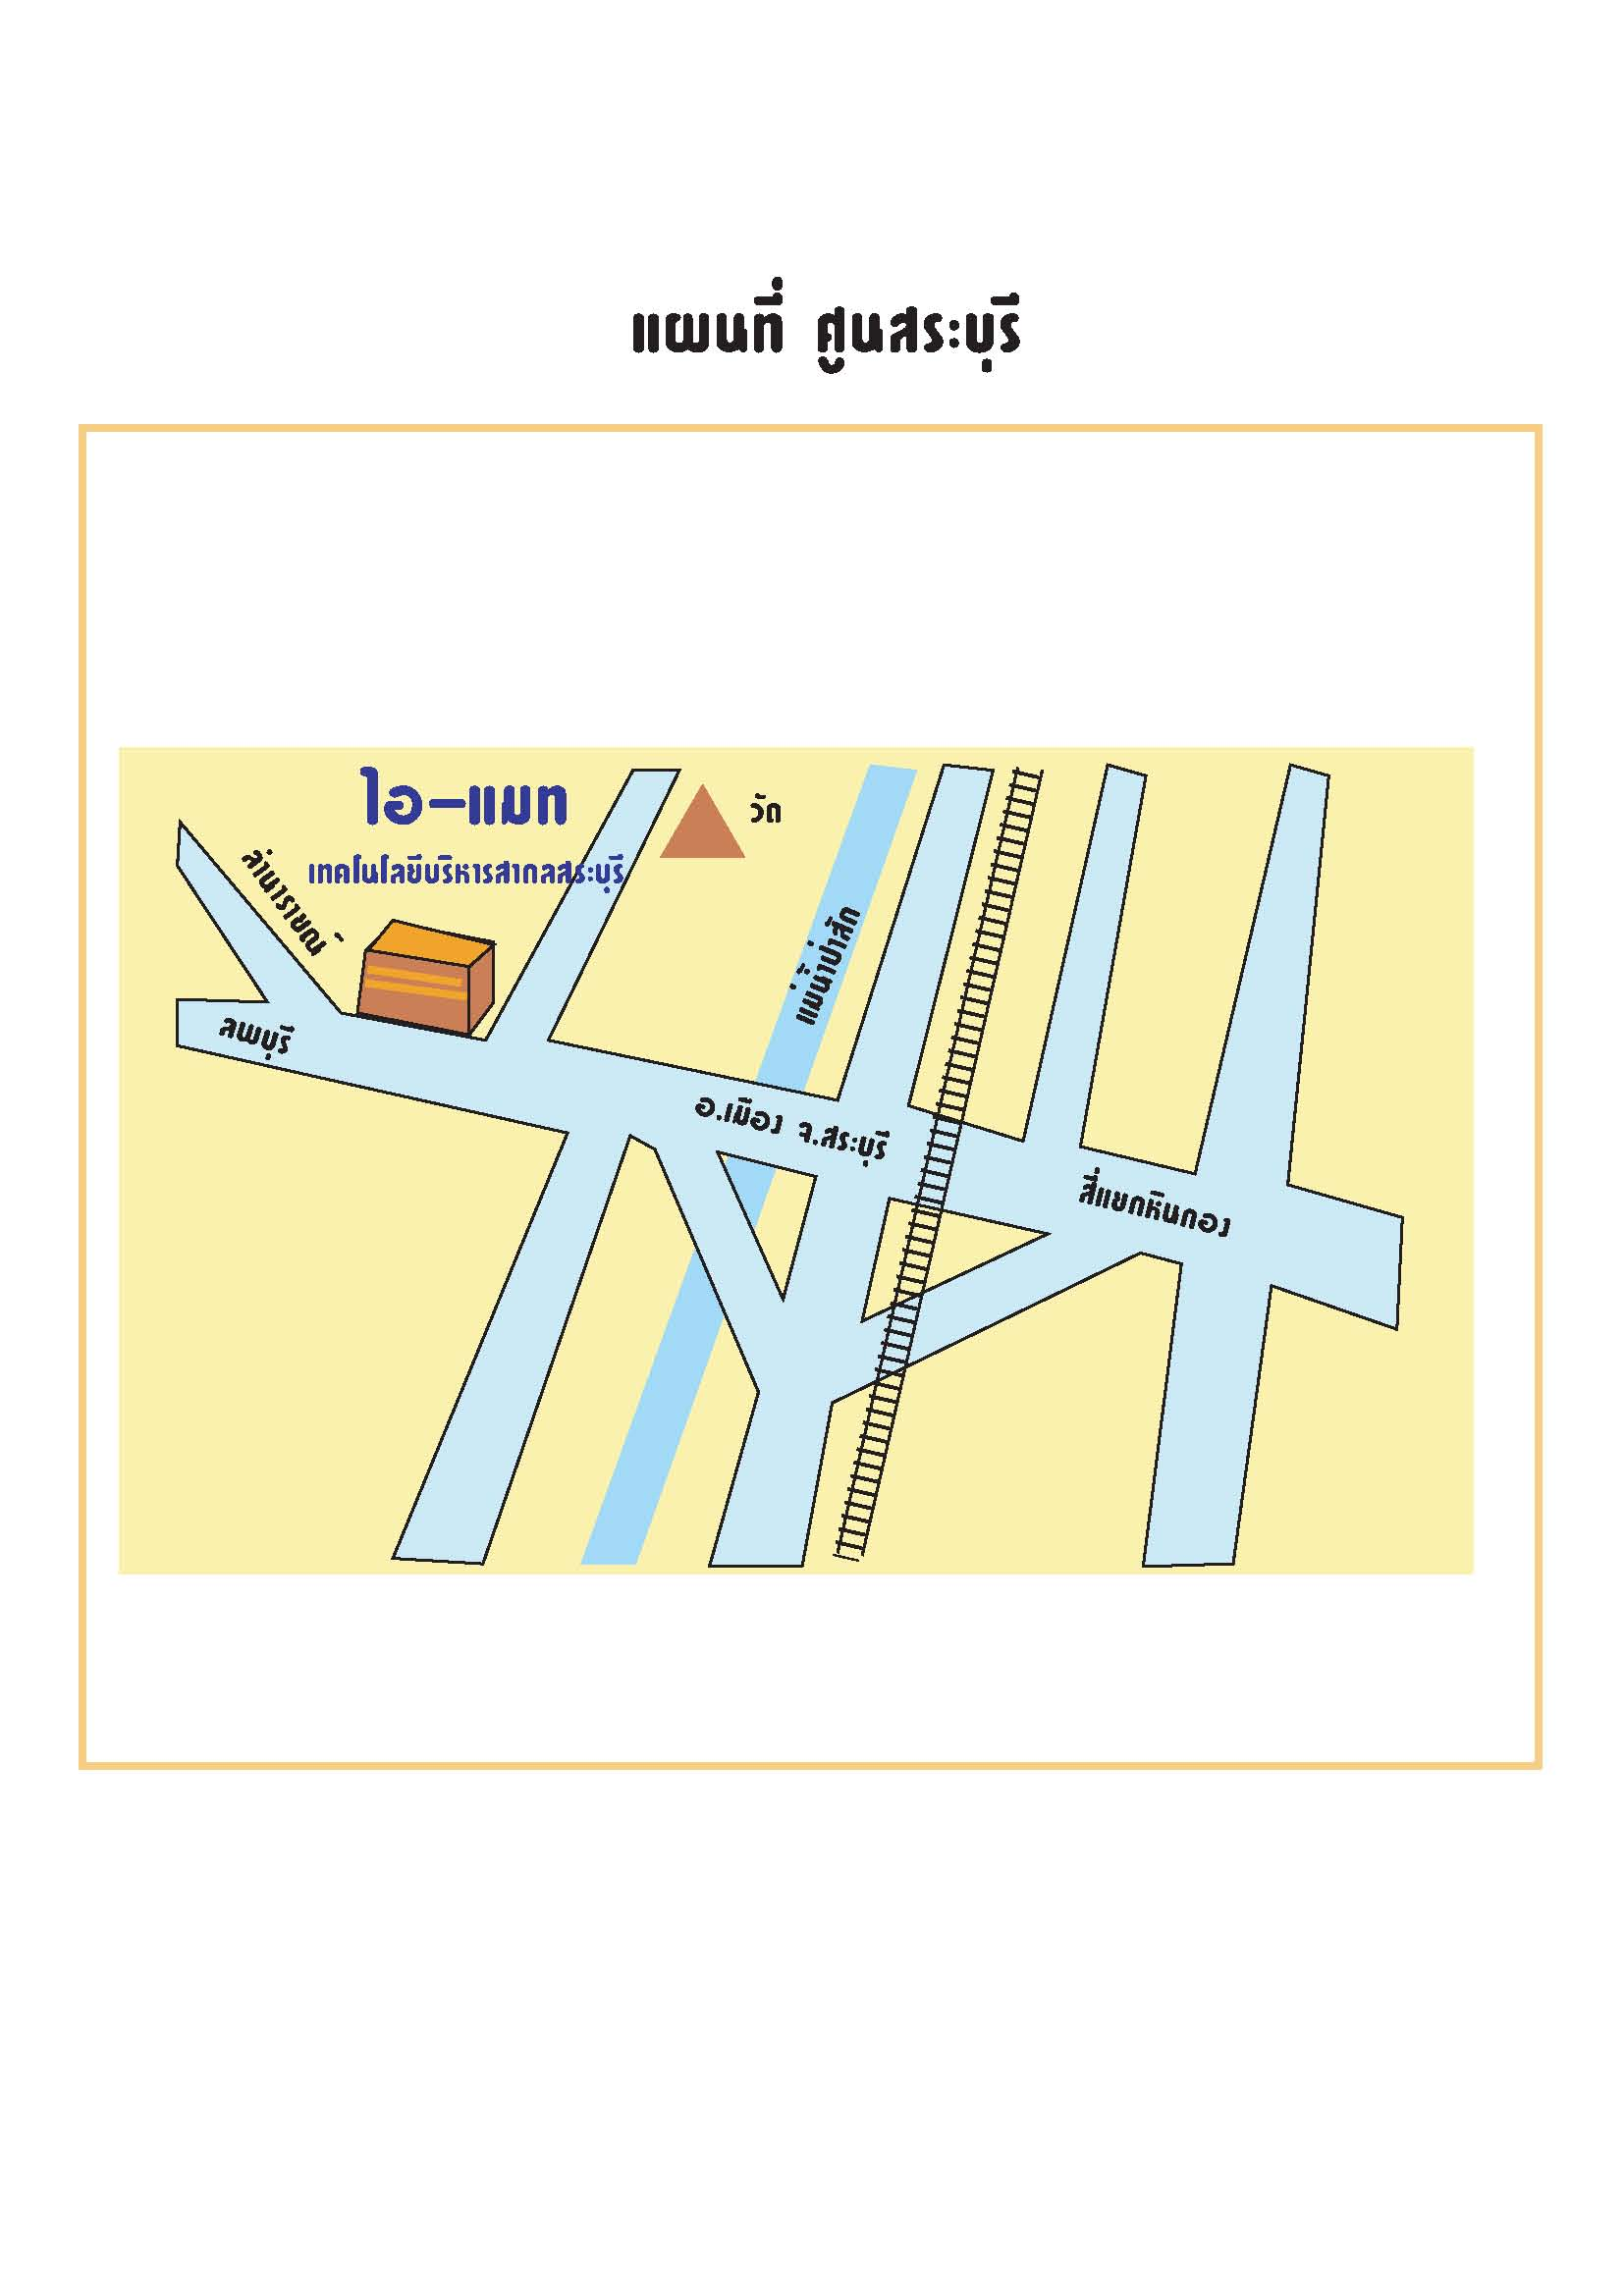 แผนที่ ศูนสระบุรี
ไอ-แมท
วัด
เทคโนโลยีบริหารสากลสระบุรี
ลำนารายณ์
แม่น้ำป่าสัก
ลพบุรี
อ.เมือง จ.สระบุรี
สี่แยกหินกอง